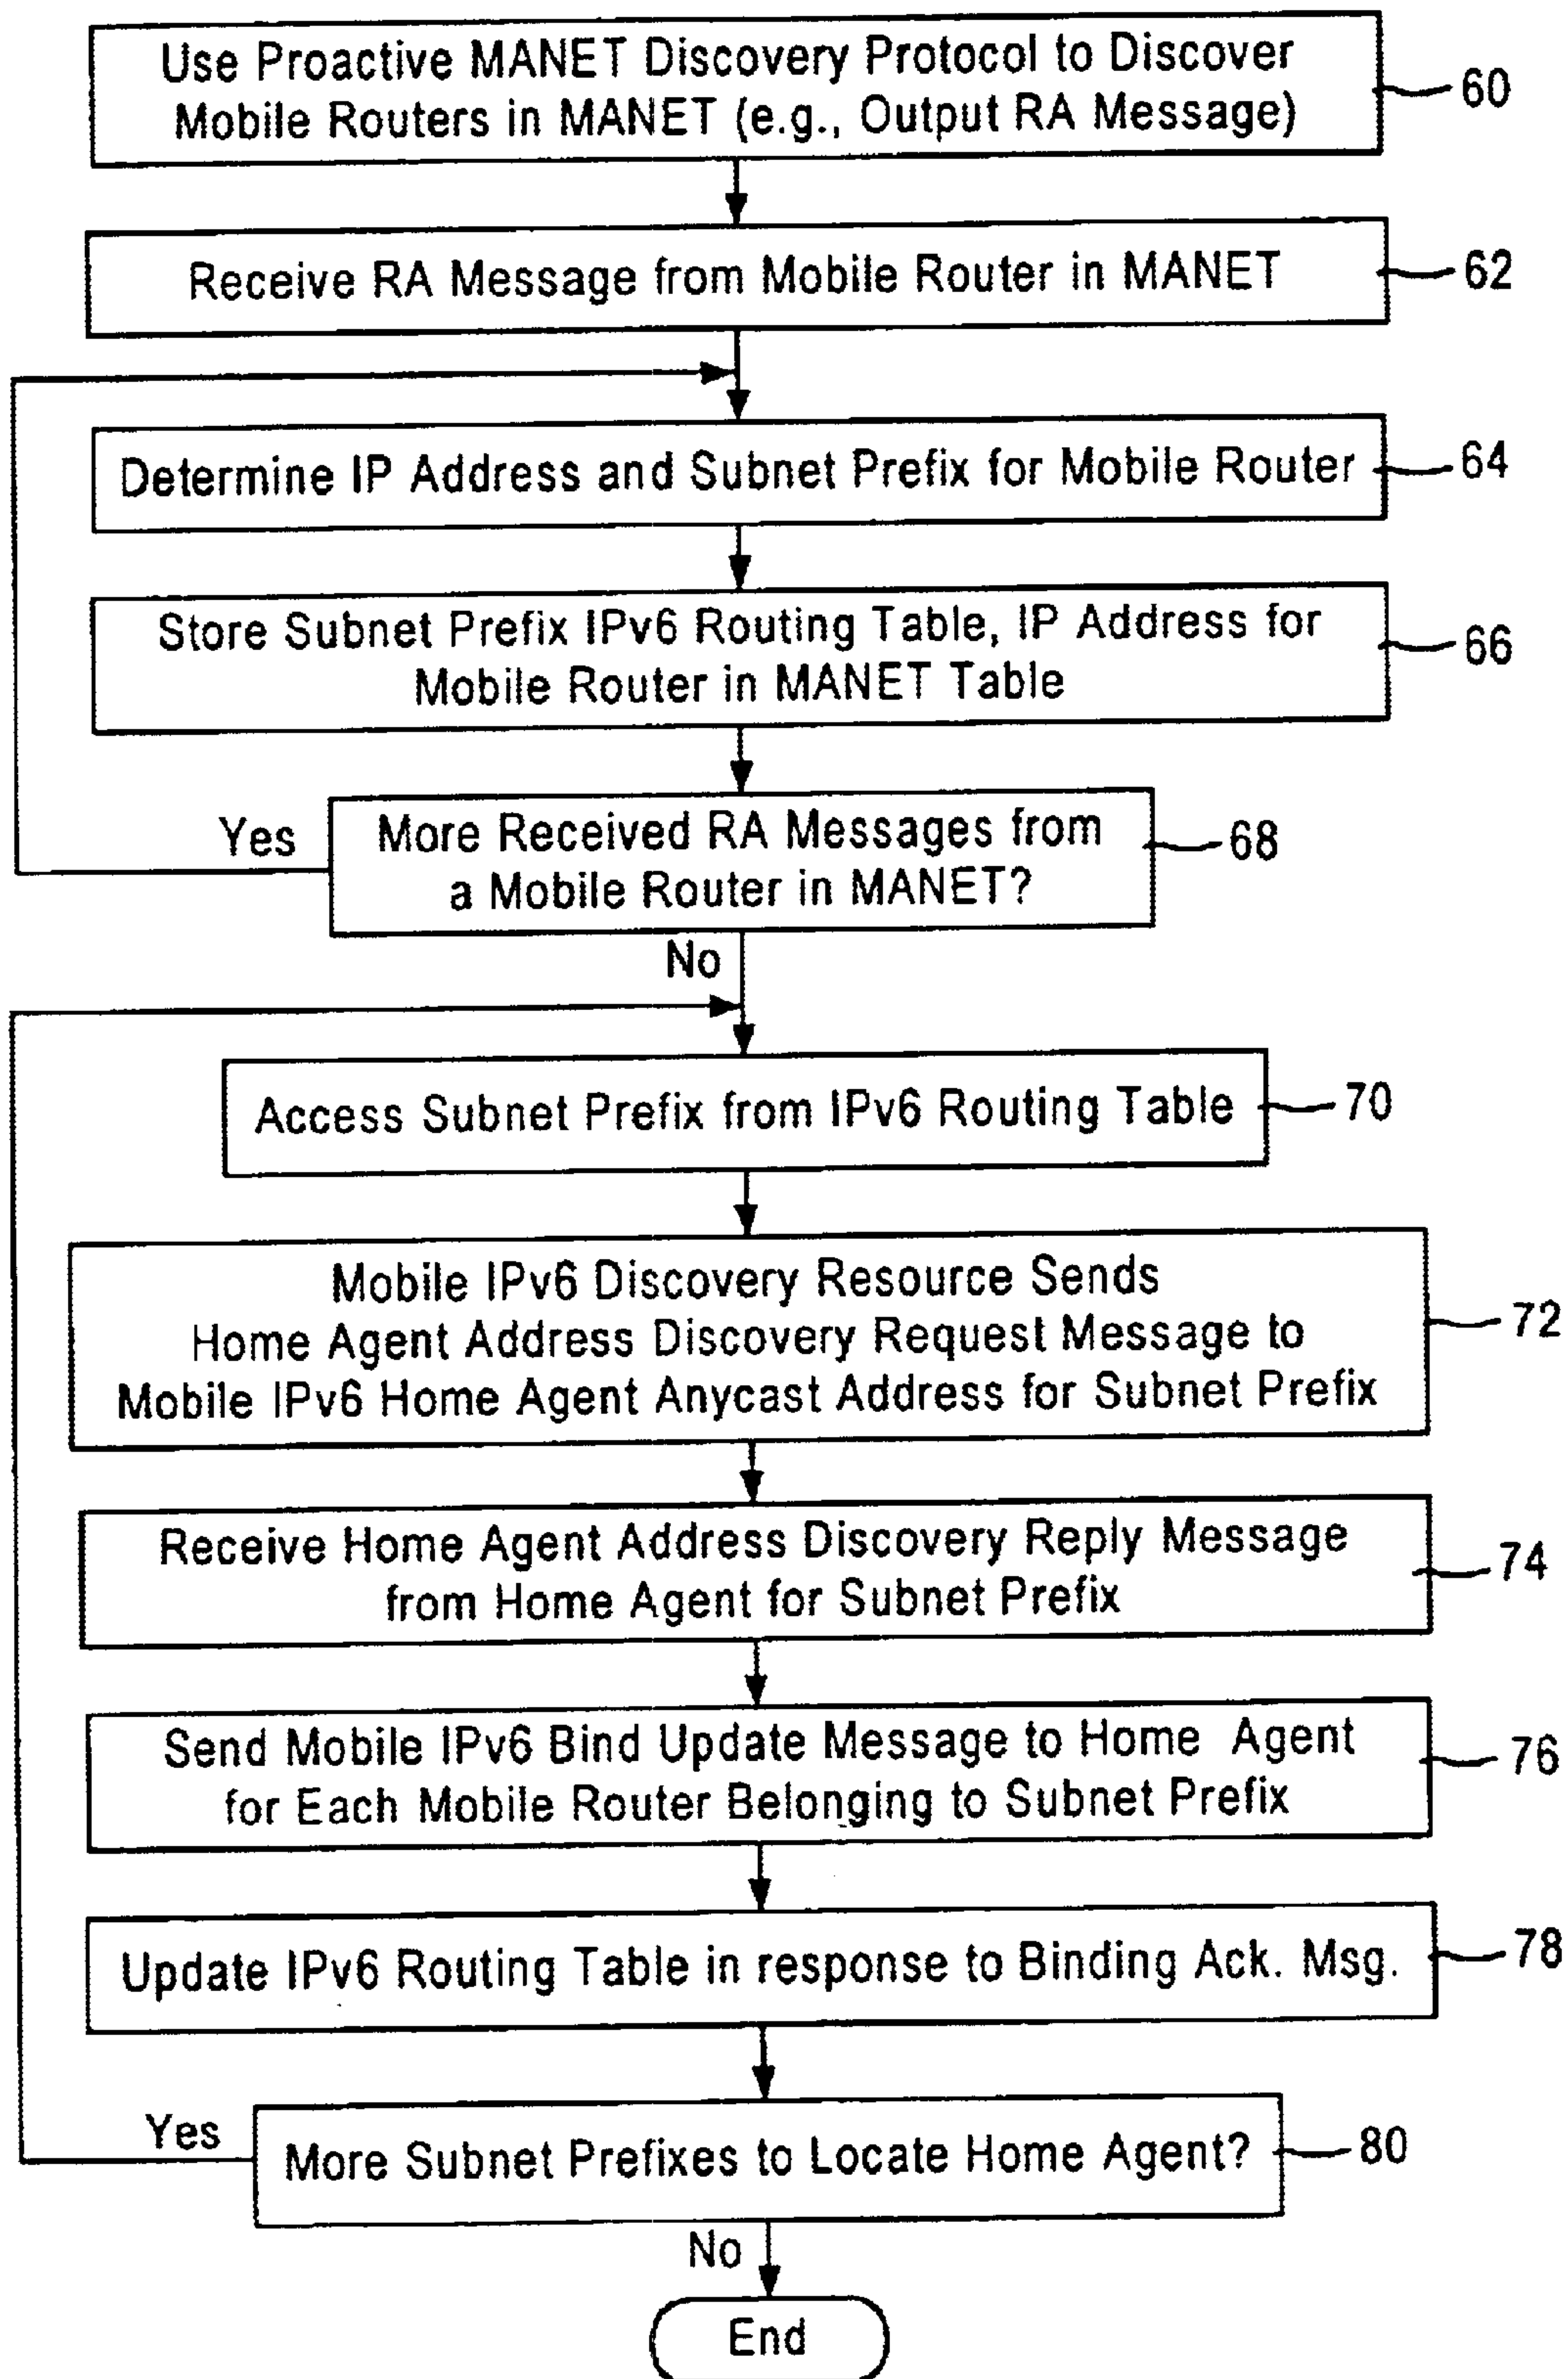 Use Proactive MANET Discovery Protocol to Discover
Mobile Routers in MANET (e.g., Output RA Message)
60
Receive RA Message from Mobile Router in MANET
62
Determine IP Address and Subnet Prefix for Mobile Router
64
Store Subnet Prefix IPv6 Routing Table, IP Address for
Mobile Router in MANET Table
66
Yes
More Received RA Messages from
a Mobile Router in MANET?
68
No
Access Subnet Prefix from IPv6 Routing Table
70
Mobile IPv6 Discovery Resource Sends
Home Agent Address Discovery Request Message to
Mobile IPv6 Home Agent Anycast Address for Subnet Prefix
72
Receive Home Agent Address Discovery Reply Message
from Home Agent for Subnet Prefix
74
Send Mobile IPv6 Bind Update Message to Home Agent
for Each Mobile Router Belonging to Subnet Prefix
76
Update IPv6 Routing Table in response to Binding Ack. Msg.
78
Yes
More Subnet Prefixes to Locate Home Agent?
80
No
End